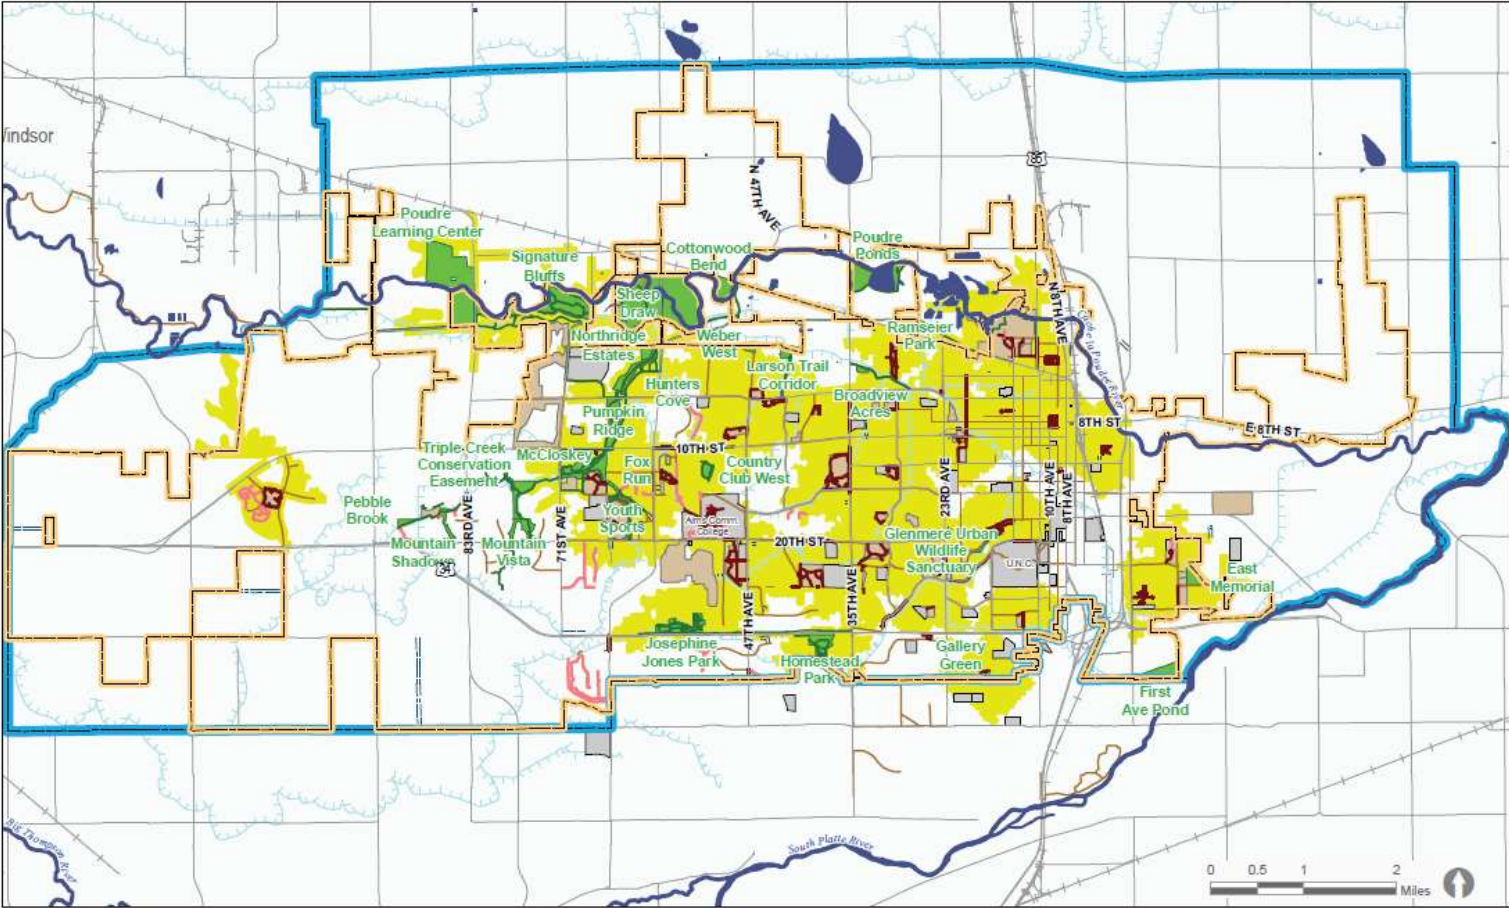 indsor
N 47TH AVE
85
Poudre
Learning Center
Signature
Bluffs
Cottonwood
Bend
Poudre
Ponds
Sheep
Draw
Northridge
Estates
Weber
West
Ramseier
Park
N 8TH AVE
Cache la Poudre River
Larson Trail
Corridor
Hunters
Cove
Broadview
Acres
Pumpkin
Ridge
8TH ST
E 8TH ST
10TH ST
Triple Creek
Conservation
Easement
McCloskey
Fox
Run
Country
Club West
23RD AVE
10TH AVE
8TH AVE
Pebble
Brook
83RD AVE
71ST AVE
Youth
Sports
Aims Comm.
College
Mountain
Shadows
34
Mountain
Vista
20TH ST
Glenmere Urban
Wildlife
Sanctuary
U.N.C.
East
Memorial
47TH AVE
35TH AVE
Josephine
Jones Park
Homestead
Park
Gallery
Green
First
Ave Pond
Big Thompson River
South Platte River
0 0.5 1 2
Miles